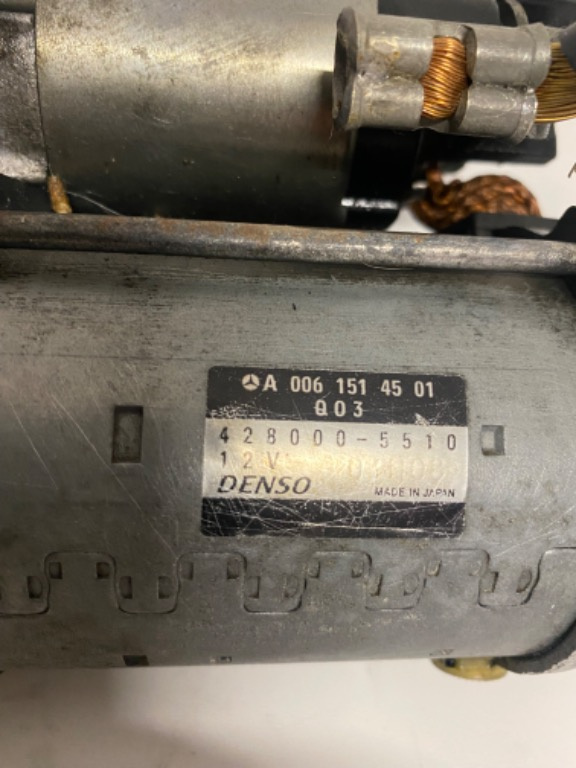 A 006 151 45 01
Q03
428000-5510
12V
DENSO MADE IN JAPAN